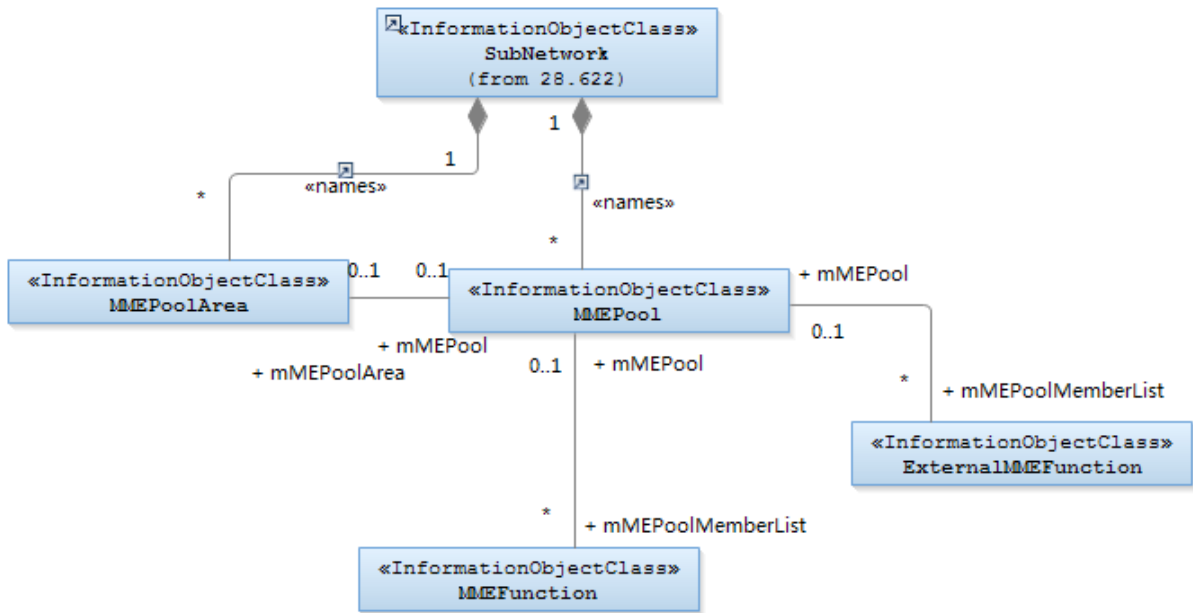 «InformationObjectClass»
SubNetwork
(from 28.622)
1
1
«names»
*
«names»
*
«InformationObjectClass»
MMEPoolArea
0..1
0..1
«InformationObjectClass»
MMEPool
+ mMEPool
0..1
+ mMEPool
+ mMEPoolArea
0..1
+ mMEPool
*
+ mMEPoolMemberList
«InformationObjectClass»
ExternalMMEFunction
*
+ mMEPoolMemberList
«InformationObjectClass»
MMEFunction